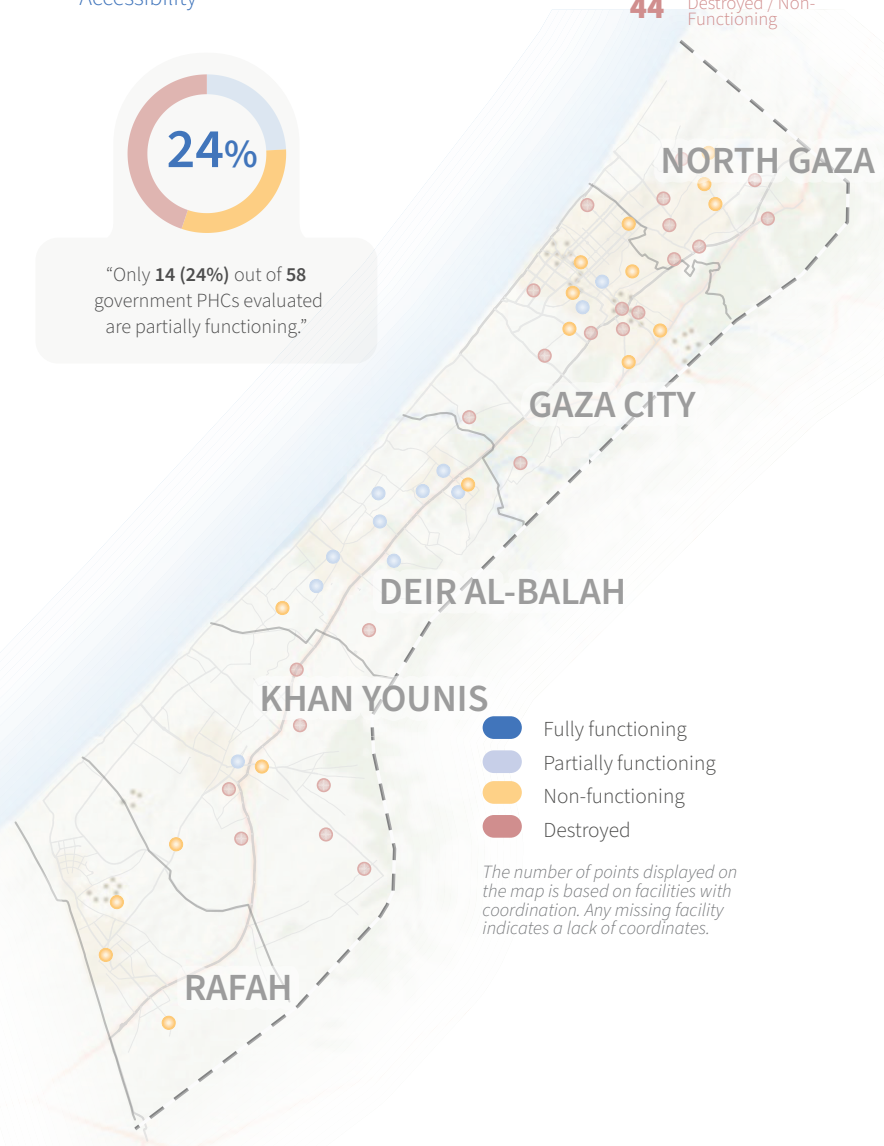 Accessibility
44
Destroyed / Non-
Functioning
24%
“Only 14 (24%) out of 58
government PHCs evaluated
are partially functioning.”
NORTH GAZA
GAZA CITY
DEIR AL-BALAH
KHAN YOUNIS
RAFAH
Fully functioning
Partially functioning
Non-functioning
Destroyed
The number of points displayed on
the map is based on facilities with
coordination. Any missing facility
indicates a lack of coordinates.